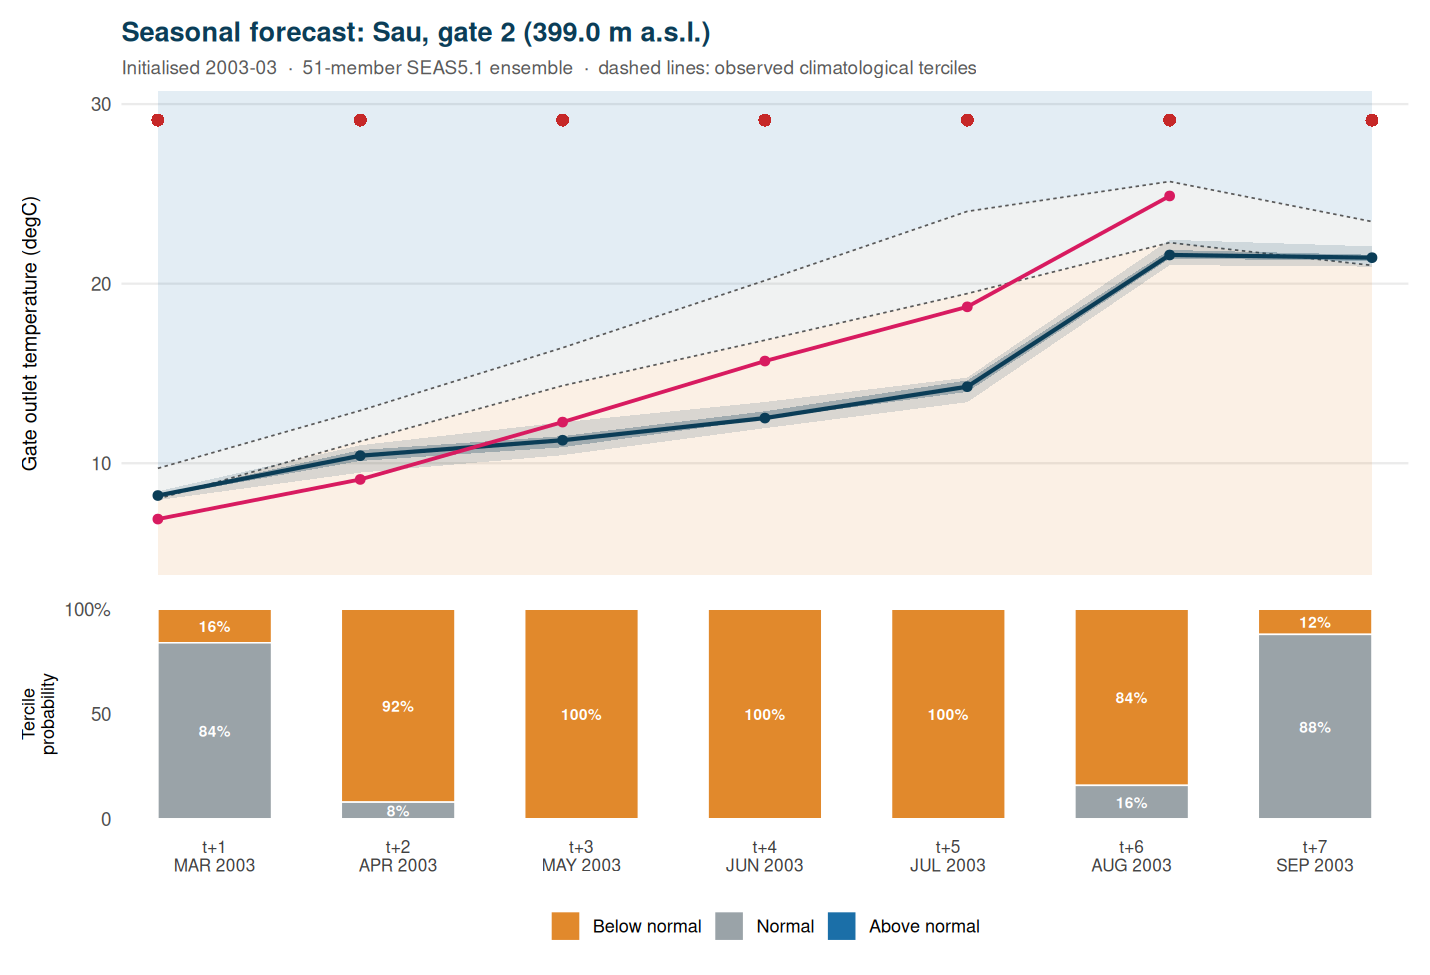 Seasonal forecast: Sau, gate 2 (399.0 m a.s.l.)
Initialised 2003-03 · 51-member SEAS5.1 ensemble · dashed lines: observed climatological terciles
Gate outlet temperature (degC)
30
20
10
Tercile
probability
100%
50
0
16%
84%
92%
8%
100%
100%
100%
84%
16%
12%
88%
t+1
MAR 2003
t+2
APR 2003
t+3
MAY 2003
t+4
JUN 2003
t+5
JUL 2003
t+6
AUG 2003
t+7
SEP 2003
Below normal
Normal
Above normal